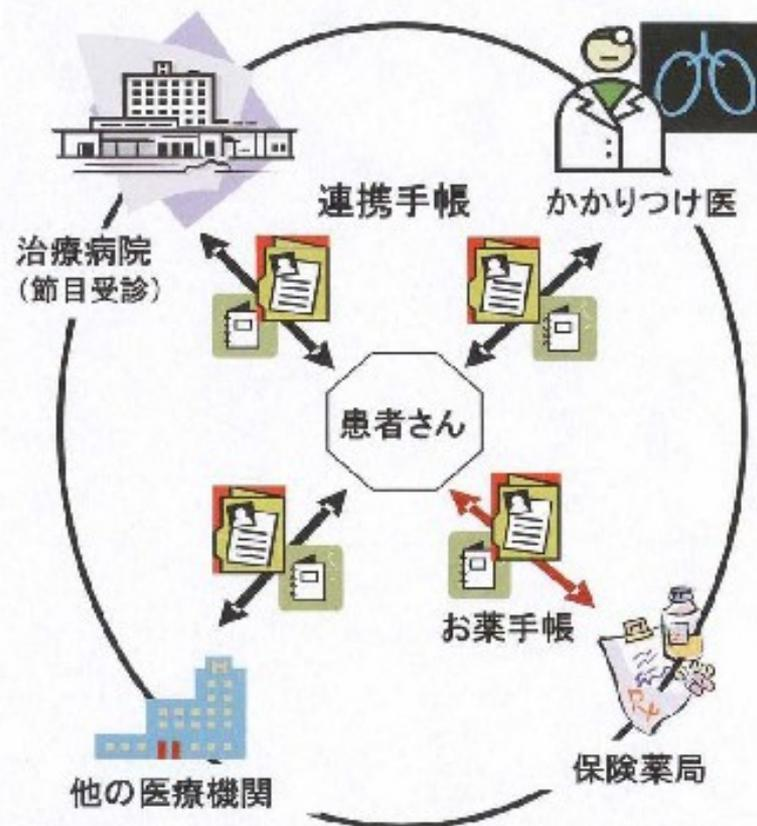 連携手帳
かかりつけ医
治療病院
(節目受診)
患者さん
お薬手帳
保険薬局
他の医療機関